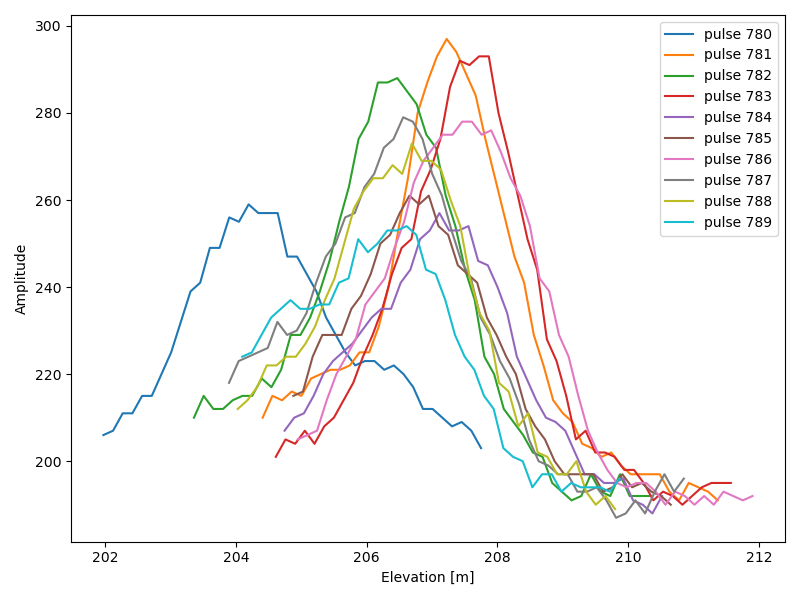 300
280
260
240
220
200
Amplitude
202
204
206
208
210
212
Elevation [m]
pulse 780
pulse 781
pulse 782
pulse 783
pulse 784
pulse 785
pulse 786
pulse 787
pulse 788
pulse 789